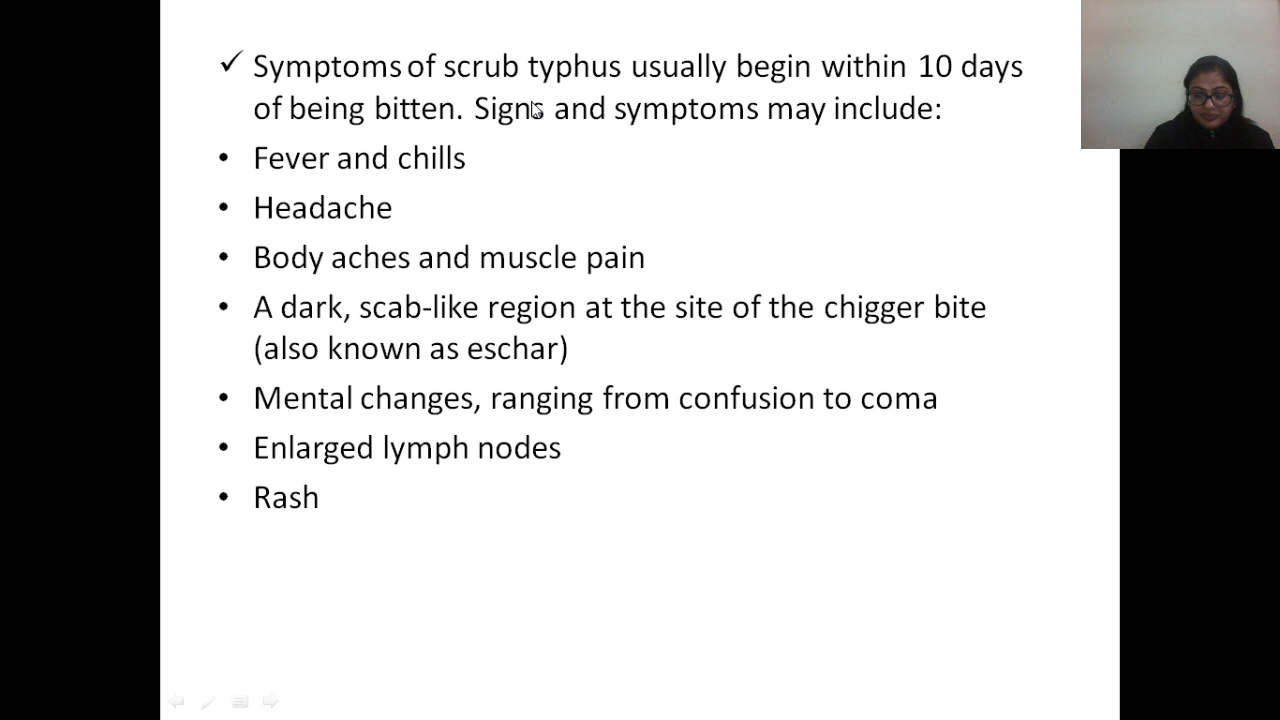 ✓ Symptoms of scrub typhus usually begin within 10 days
of being bitten. Signs and symptoms may include:
• Fever and chills
• Headache
• Body aches and muscle pain
• A dark, scab-like region at the site of the chigger bite
(also known as eschar)
• Mental changes, ranging from confusion to coma
• Enlarged lymph nodes
• Rash